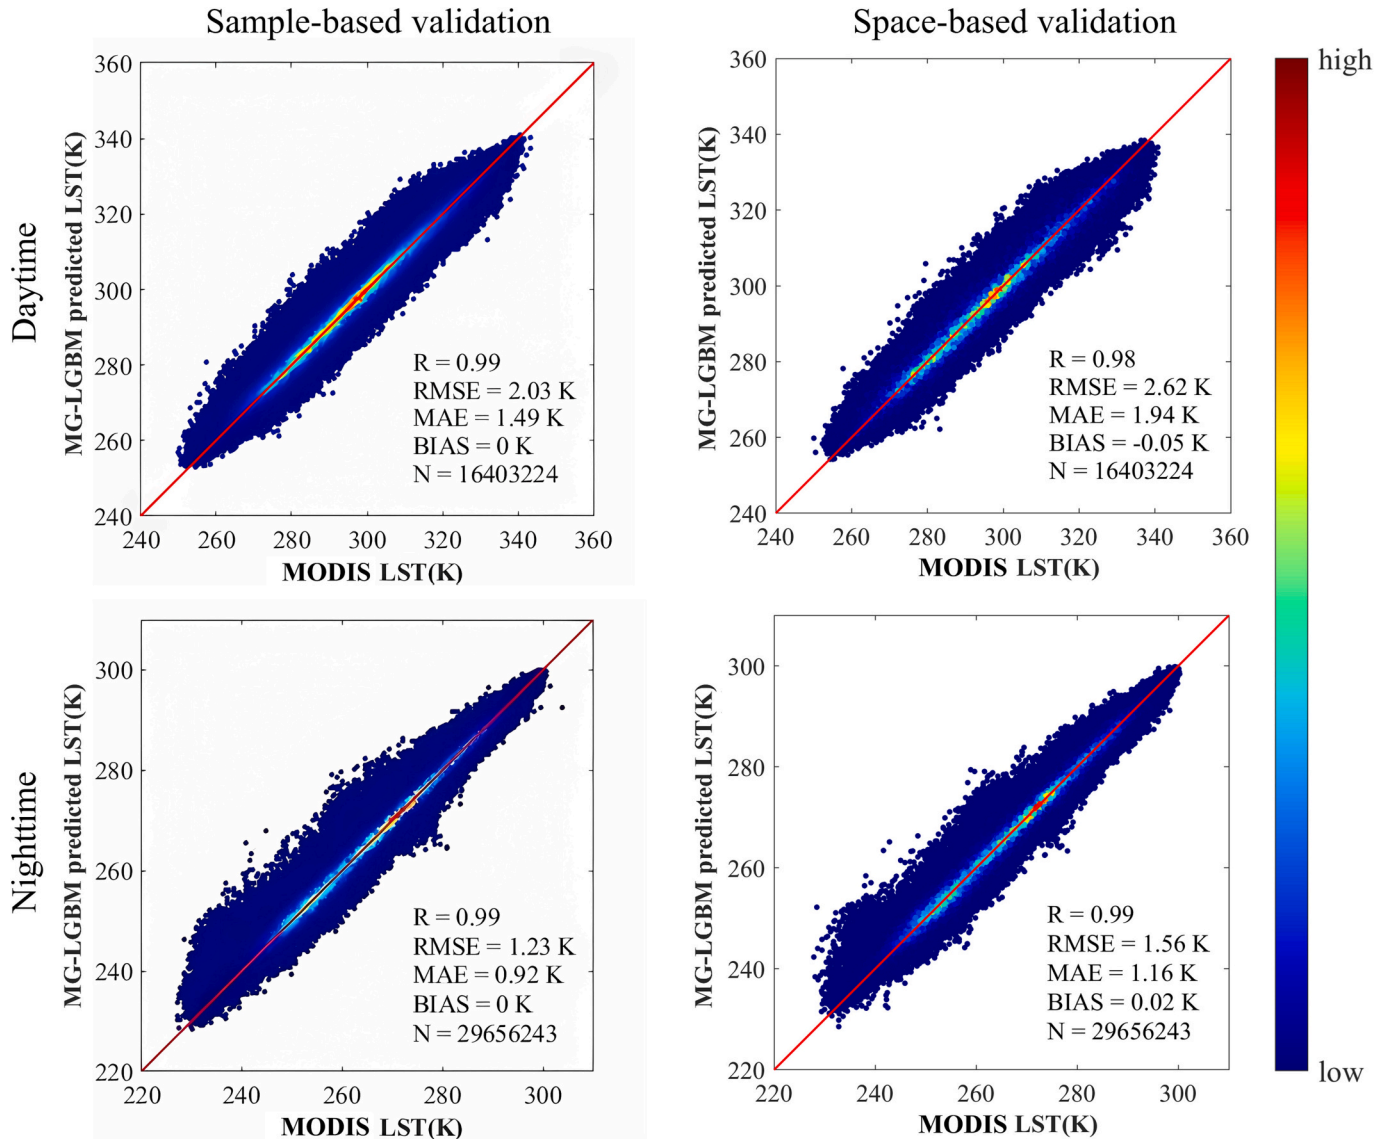 Sample-based validation
Space-based validation
Daytime
MG-LGBM predicted LST(K)
360
340
320
300
280
260
240
R = 0.99
RMSE = 2.03 K
MAE = 1.49 K
BIAS = 0 K
N = 16403224
240 260 280 300 320 340 360
MODIS LST(K)
MG-LGBM predicted LST(K)
360
340
320
300
280
260
240
R = 0.98
RMSE = 2.62 K
MAE = 1.94 K
BIAS = -0.05 K
N = 16403224
240 260 280 300 320 340 360
MODIS LST(K)
high
low
Nighttime
MG-LGBM predicted LST(K)
300
280
260
240
220
R = 0.99
RMSE = 1.23 K
MAE = 0.92 K
BIAS = 0 K
N = 29656243
220 240 260 280 300
MODIS LST(K)
MG-LGBM predicted LST(K)
300
280
260
240
220
R = 0.99
RMSE = 1.56 K
MAE = 1.16 K
BIAS = 0.02 K
N = 29656243
220 240 260 280 300
MODIS LST(K)